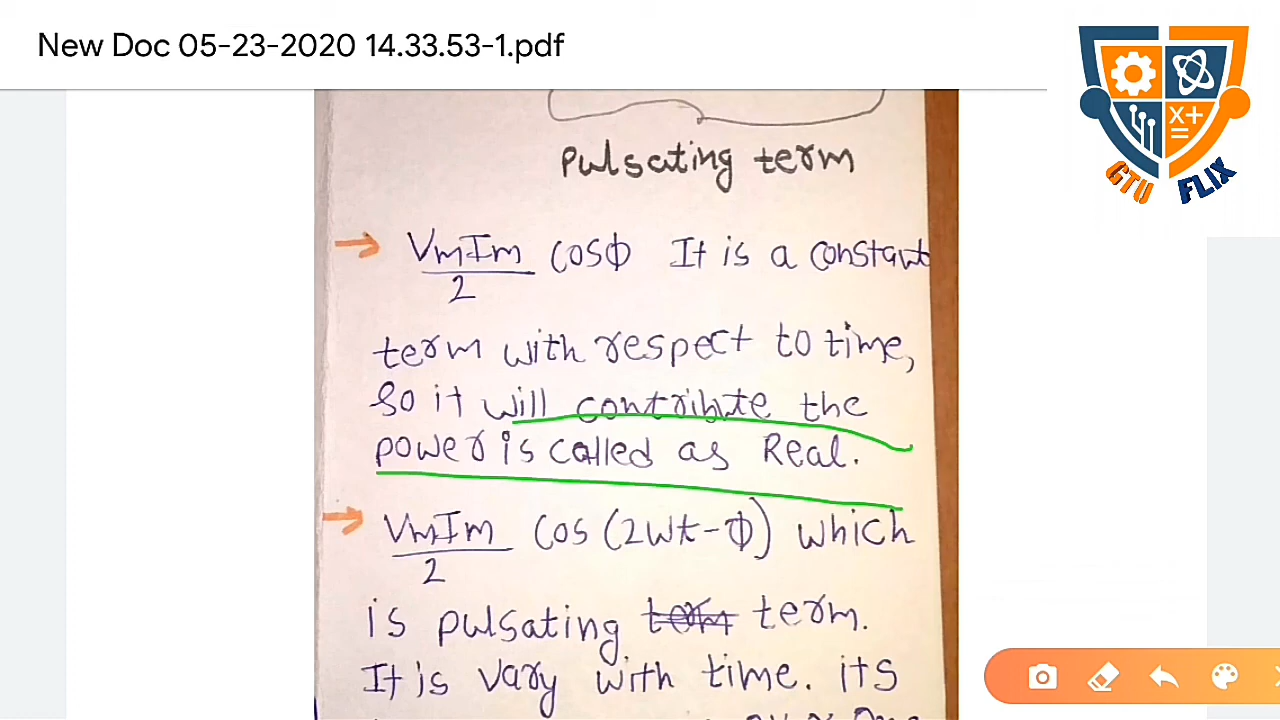 New Doc 05-23-2020 14.33.53-1.pdf
X+
=
GTU FLIX
Pulsating term
→ VmIm/2 cosϕ It is a constant
term with respect to time,
So it will contribute the
power is called as Real.
→ VmIm/2 cos (2wt-ϕ) which
is pulsating term.
It is vary with time. its